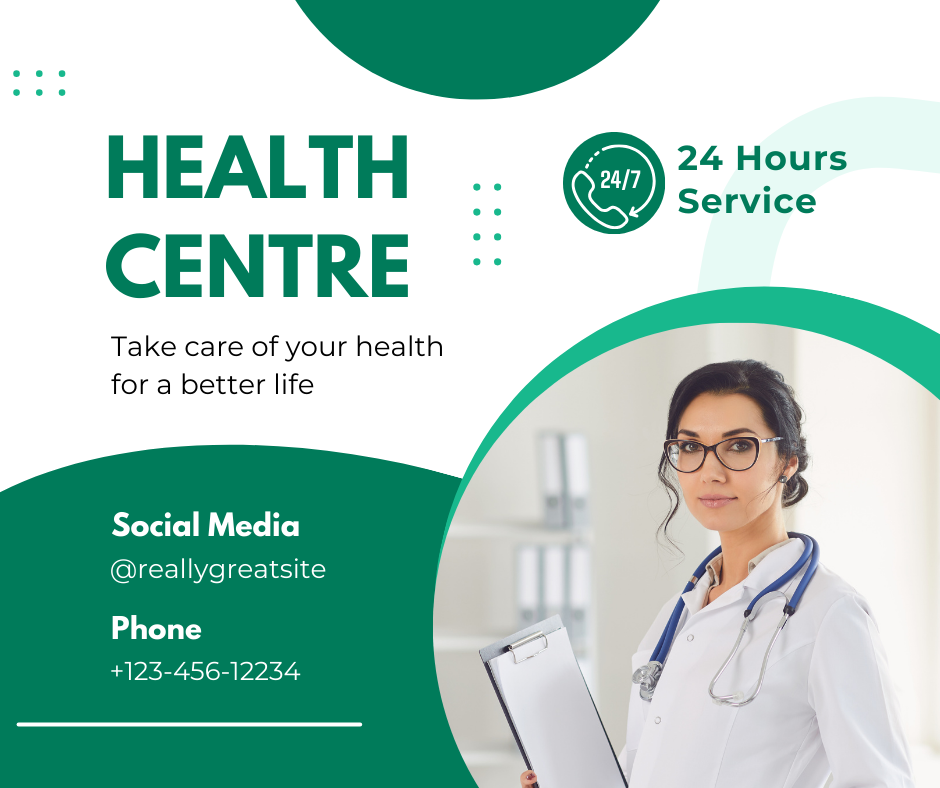 HEALTH
CENTRE
Take care of your health
for a better life
24/7
24 Hours
Service
Social Media
@reallygreatsite
Phone
+123-456-12234